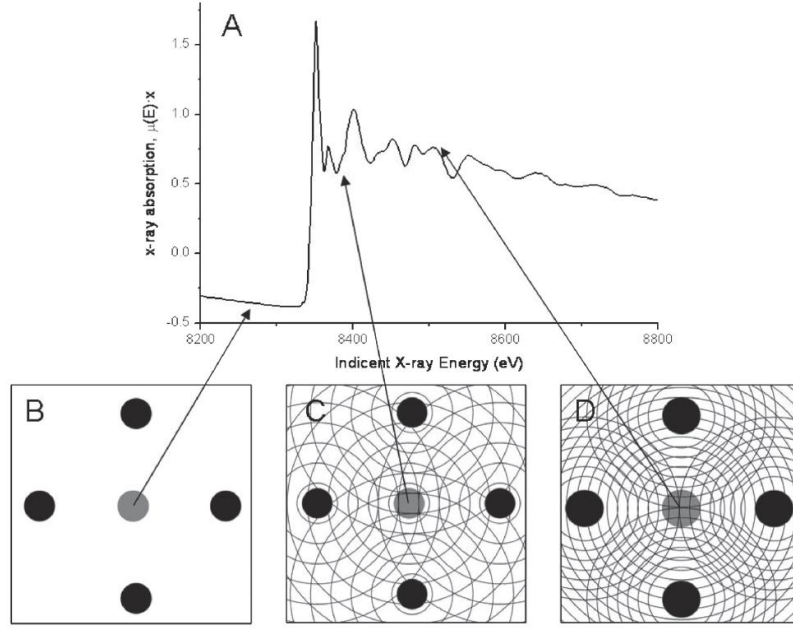 A
x-ray absorption, μ(E)·x
1.5
1.0
0.5
0.0
-0.5
8200
8400
8600
8800
Indicent X-ray Energy (eV)
B
C
D